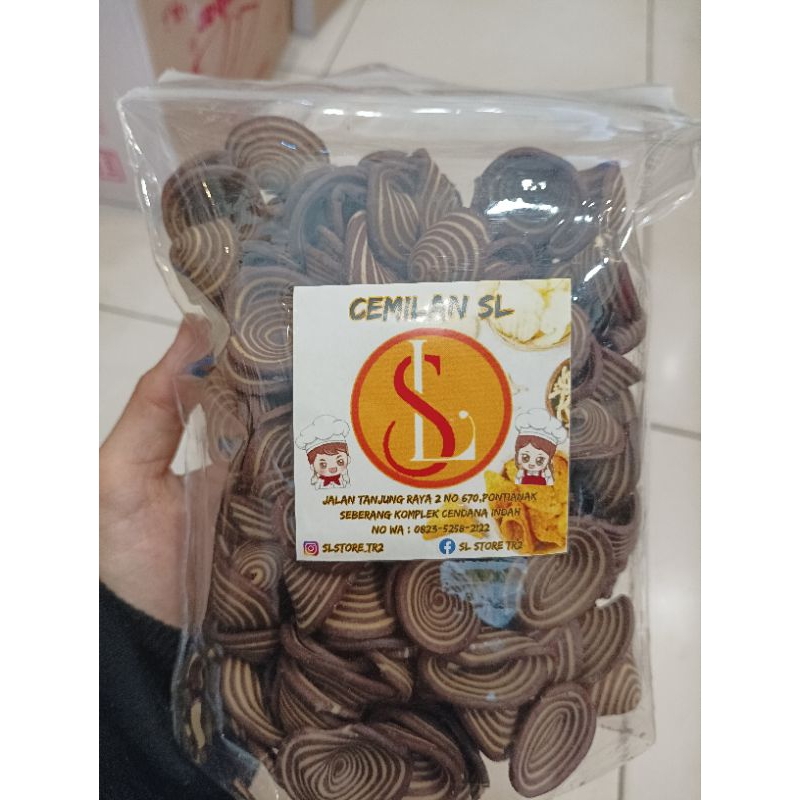 CEMILAN SL
SL
JALAN TANJUNG RAYA 2 NO 670,PONTIANAK
SEBERANG KOMPLEK CENDANA INDAH
NO WA : 0823-5258-2122
SLSTORE.TR2
SL STORE TR2